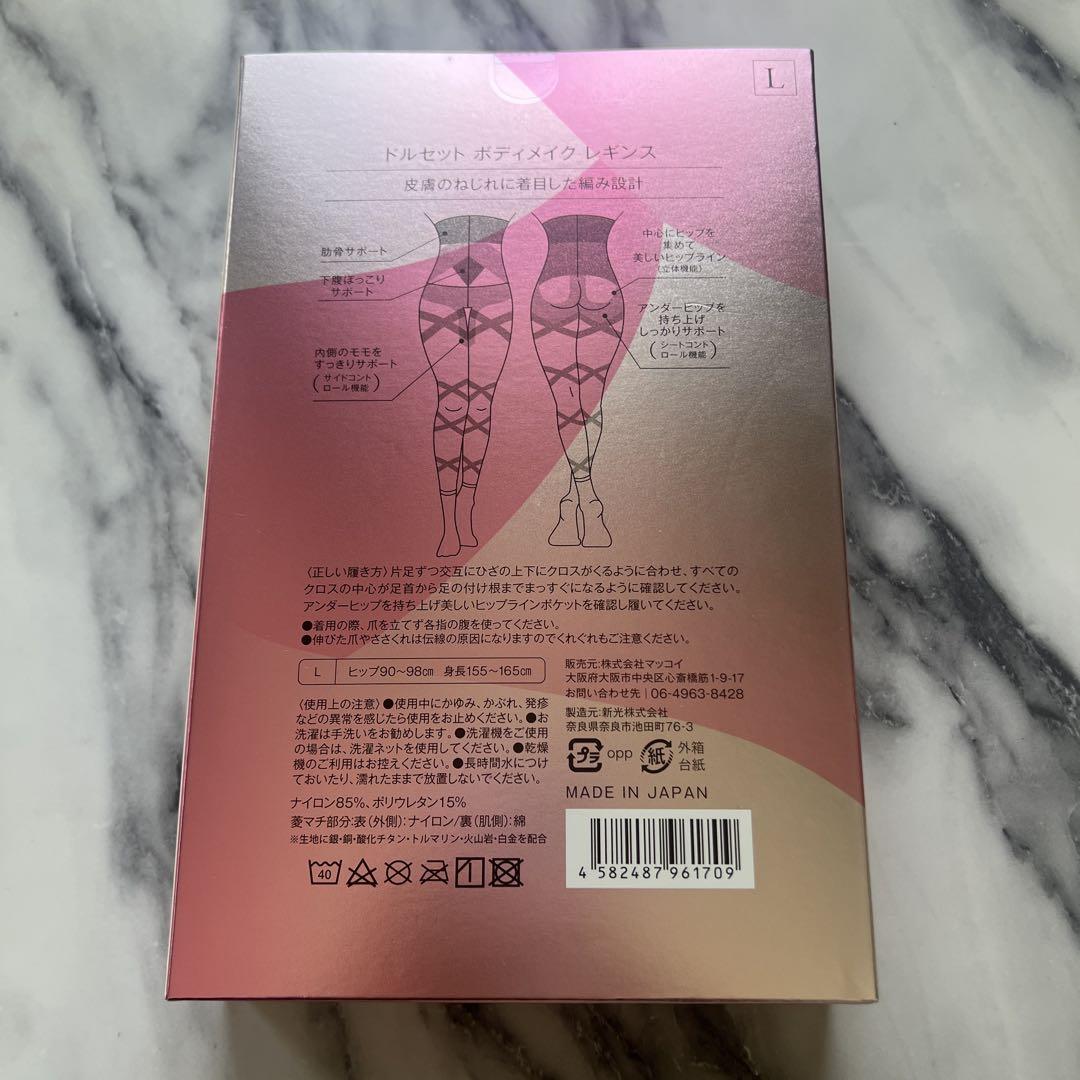 L
ドルセット ボディメイク レギンス
皮膚のねじれに着目した編み設計
肋骨サポート
下腹ぽっこり
サポート
内側のモモを
すっきりサポート
(サイドコント
ロール機能)
中心にヒップを
集めて
美しいヒップライン
(立体機能)
アンダーヒップを
持ち上げ
しっかりサポート
(シートコント
ロール機能)
〈正しい履き方〉片足ずつ交互にひざの上下にクロスがくるように合わせ、すべての
クロスの中心が足首から足の付け根までまっすぐになるように確認してください。
アンダーヒップを持ち上げ美しいヒップラインポケットを確認し履いてください。
●着用の際、爪を立てず各指の腹を使ってください。
●伸びた爪やささくれは伝線の原因になりますのでくれぐれもご注意ください。
L ヒップ90〜98㎝ 身長155〜165㎝
〈使用上の注意〉●使用中にかゆみ、かぶれ、発疹
などの異常を感じたら使用をお止めください。●お
洗濯は手洗いをお勧めします。●洗濯機をご使用
の場合は、洗濯ネットを使用してください。●乾燥
機のご利用はお控えください。●長時間水につけ
ておいたり、濡れたままで放置しないでください。
ナイロン85%、ポリウレタン15%
菱マチ部分:表(外側):ナイロン/裏(肌側):綿
※生地に銀・銅・酸化チタン・トルマリン・火山岩・白金を配合
40
販売元:株式会社マッコイ
大阪府大阪市中央区心斎橋筋1-9-17
お問い合わせ先|06-4963-8428
製造元:新光株式会社
奈良県奈良市池田町76-3
プラ opp 紙 外箱
台紙
MADE IN JAPAN
4 582487 961709